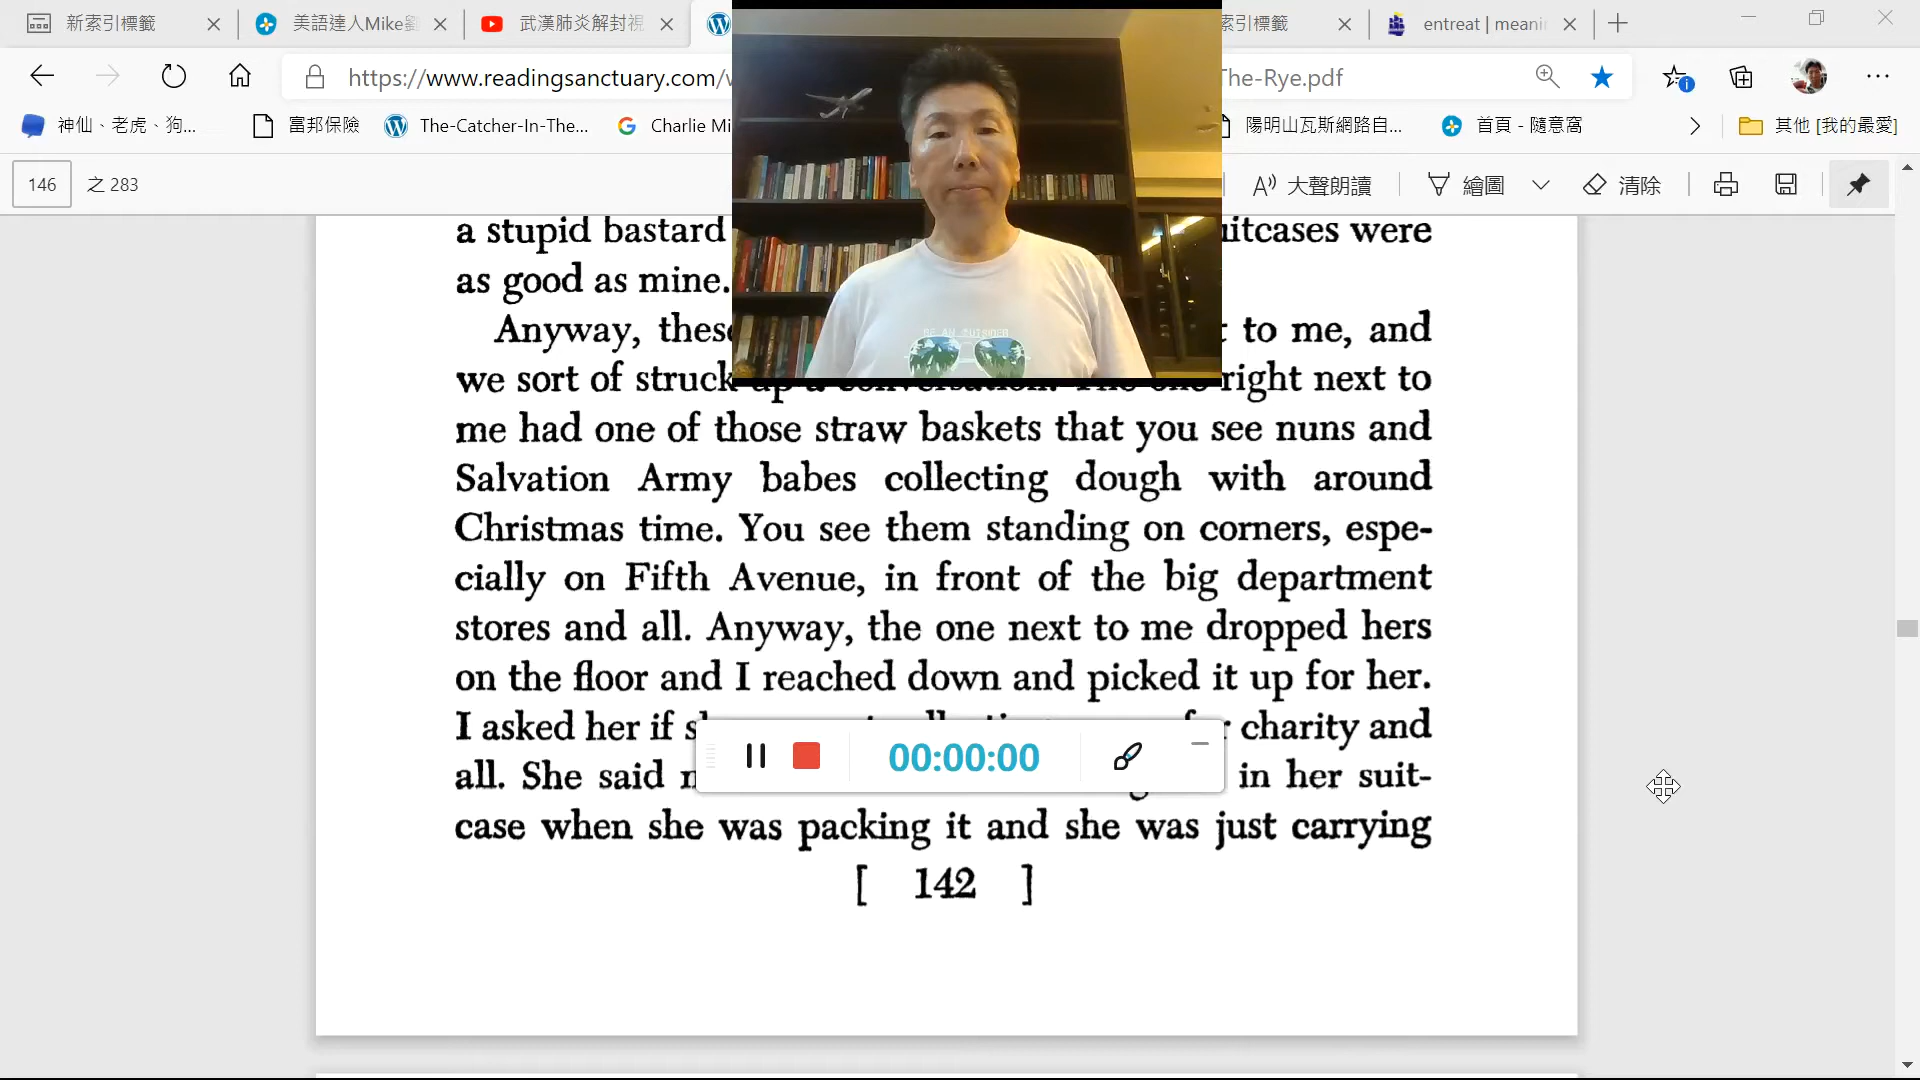 新索引標籤
美語達人Mike
武漢肺炎解封視
索引標籤
entreat | meani
https://www.readingsanctuary.com/
The-Rye.pdf
神仙、老虎、狗...
富邦保險
The-Catcher-In-The...
Charlie Mi
陽明山瓦斯網路自...
首頁 - 隨意窩
其他 [我的最愛]
146 之 283
大聲朗讀
繪圖
清除
a stupid bastard uitcases were
as good as mine.
Anyway, these t to me, and
we sort of struck up a conversation. The one right next to
me had one of those straw baskets that you see nuns and
Salvation Army babes collecting dough with around
Christmas time. You see them standing on corners, espe-
cially on Fifth Avenue, in front of the big department
stores and all. Anyway, the one next to me dropped hers
on the floor and I reached down and picked it up for her.
I asked her if charity and
all. She said in her suit-
00:00:00
case when she was packing it and she was just carrying
[ 142 ]
BE AN OUTSIDER